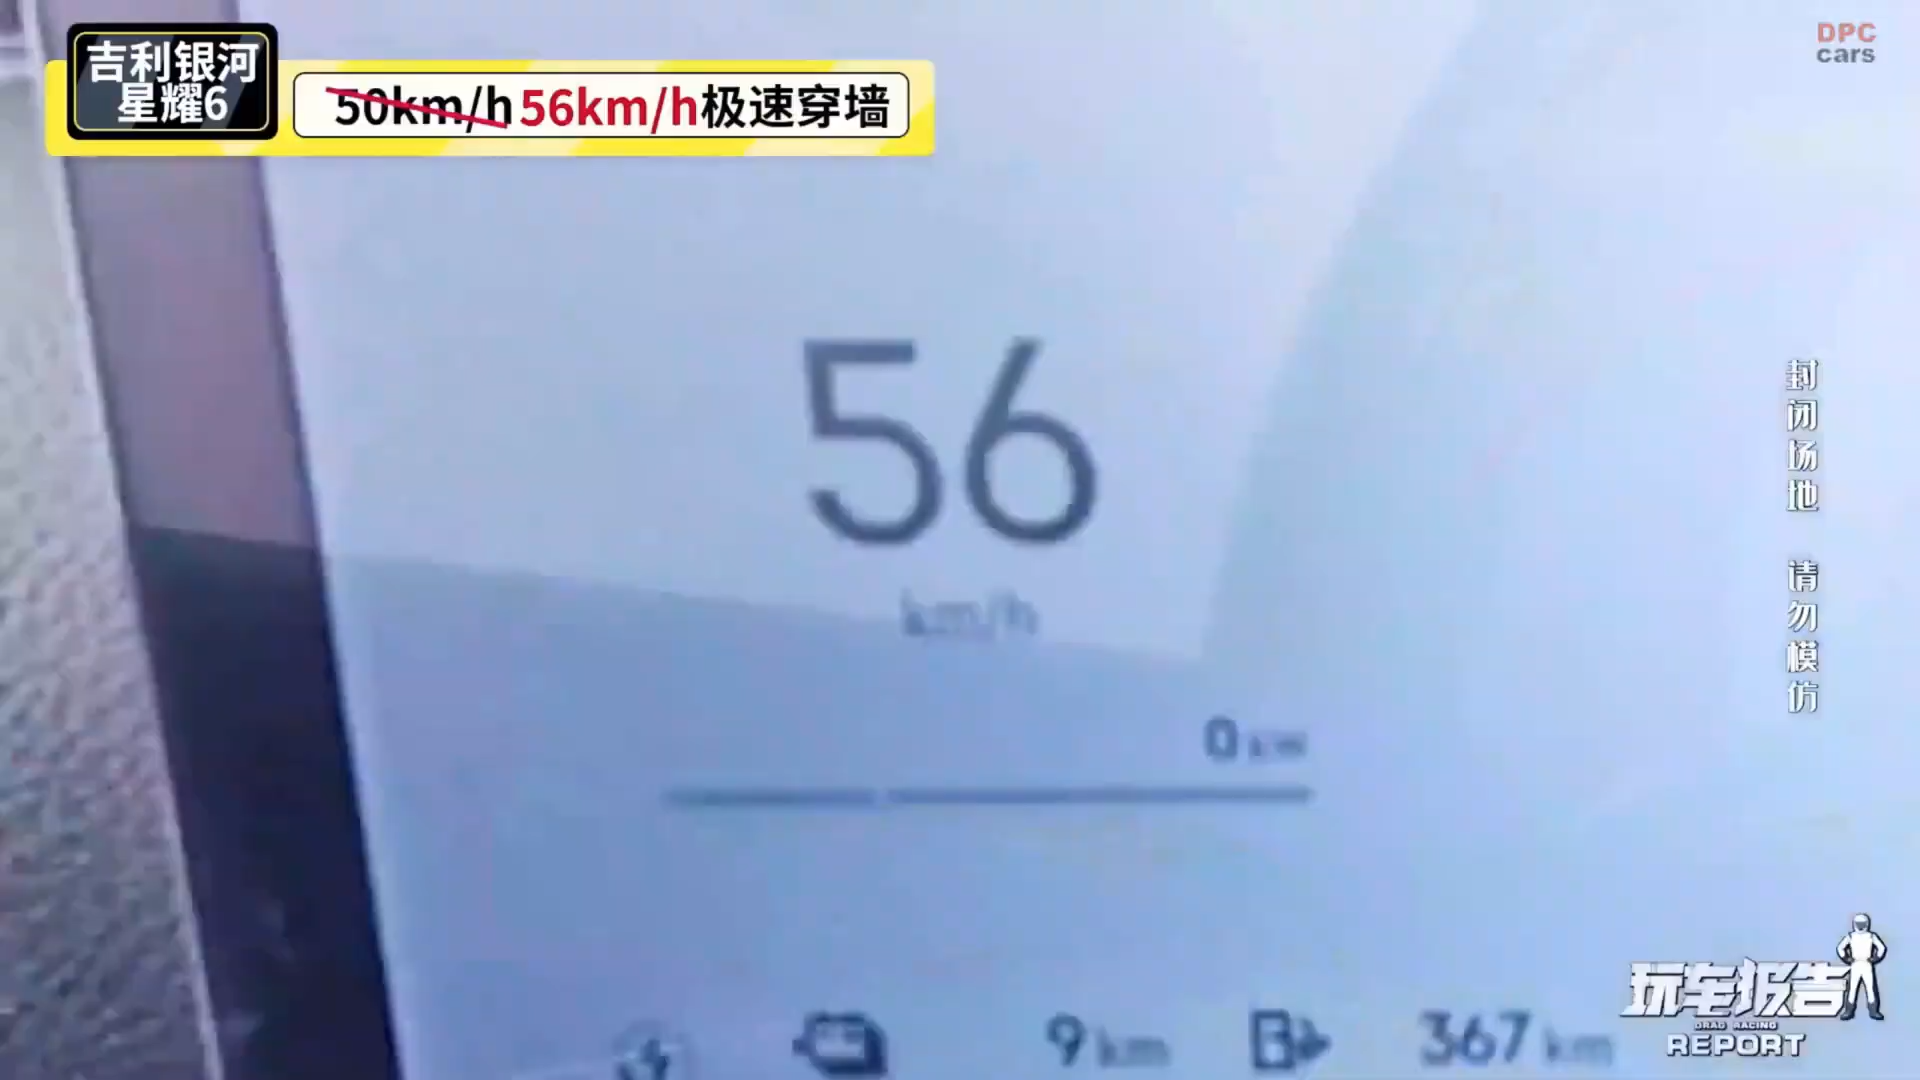 吉利银河
星耀6
50km/h 56km/h极速穿墙
DPC
cars
封闭场地 请勿模仿
56
km/h
0 kW
9 km
367 km
玩车报告
DRAG RACING
REPORT